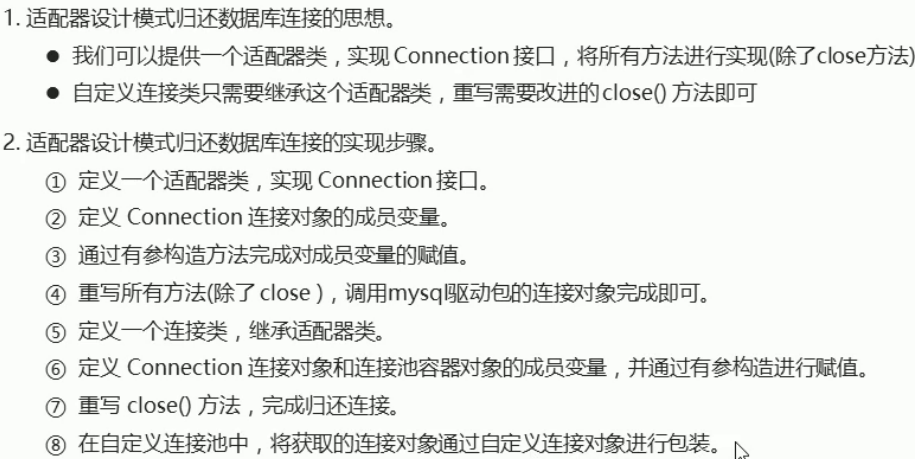 1. 适配器设计模式归还数据库连接的思想。
● 我们可以提供一个适配器类，实现 Connection 接口，将所有方法进行实现(除了close方法)
● 自定义连接类只需要继承这个适配器类，重写需要改进的close() 方法即可
2. 适配器设计模式归还数据库连接的实现步骤。
① 定义一个适配器类，实现 Connection 接口。
② 定义 Connection 连接对象的成员变量。
③ 通过有参构造方法完成对成员变量的赋值。
④ 重写所有方法(除了 close )，调用mysql驱动包的连接对象完成即可。
⑤ 定义一个连接类，继承适配器类。
⑥ 定义 Connection 连接对象和连接池容器对象的成员变量，并通过有参构造进行赋值。
⑦ 重写 close() 方法，完成归还连接。
⑧ 在自定义连接池中，将获取的连接对象通过自定义连接对象进行包装。